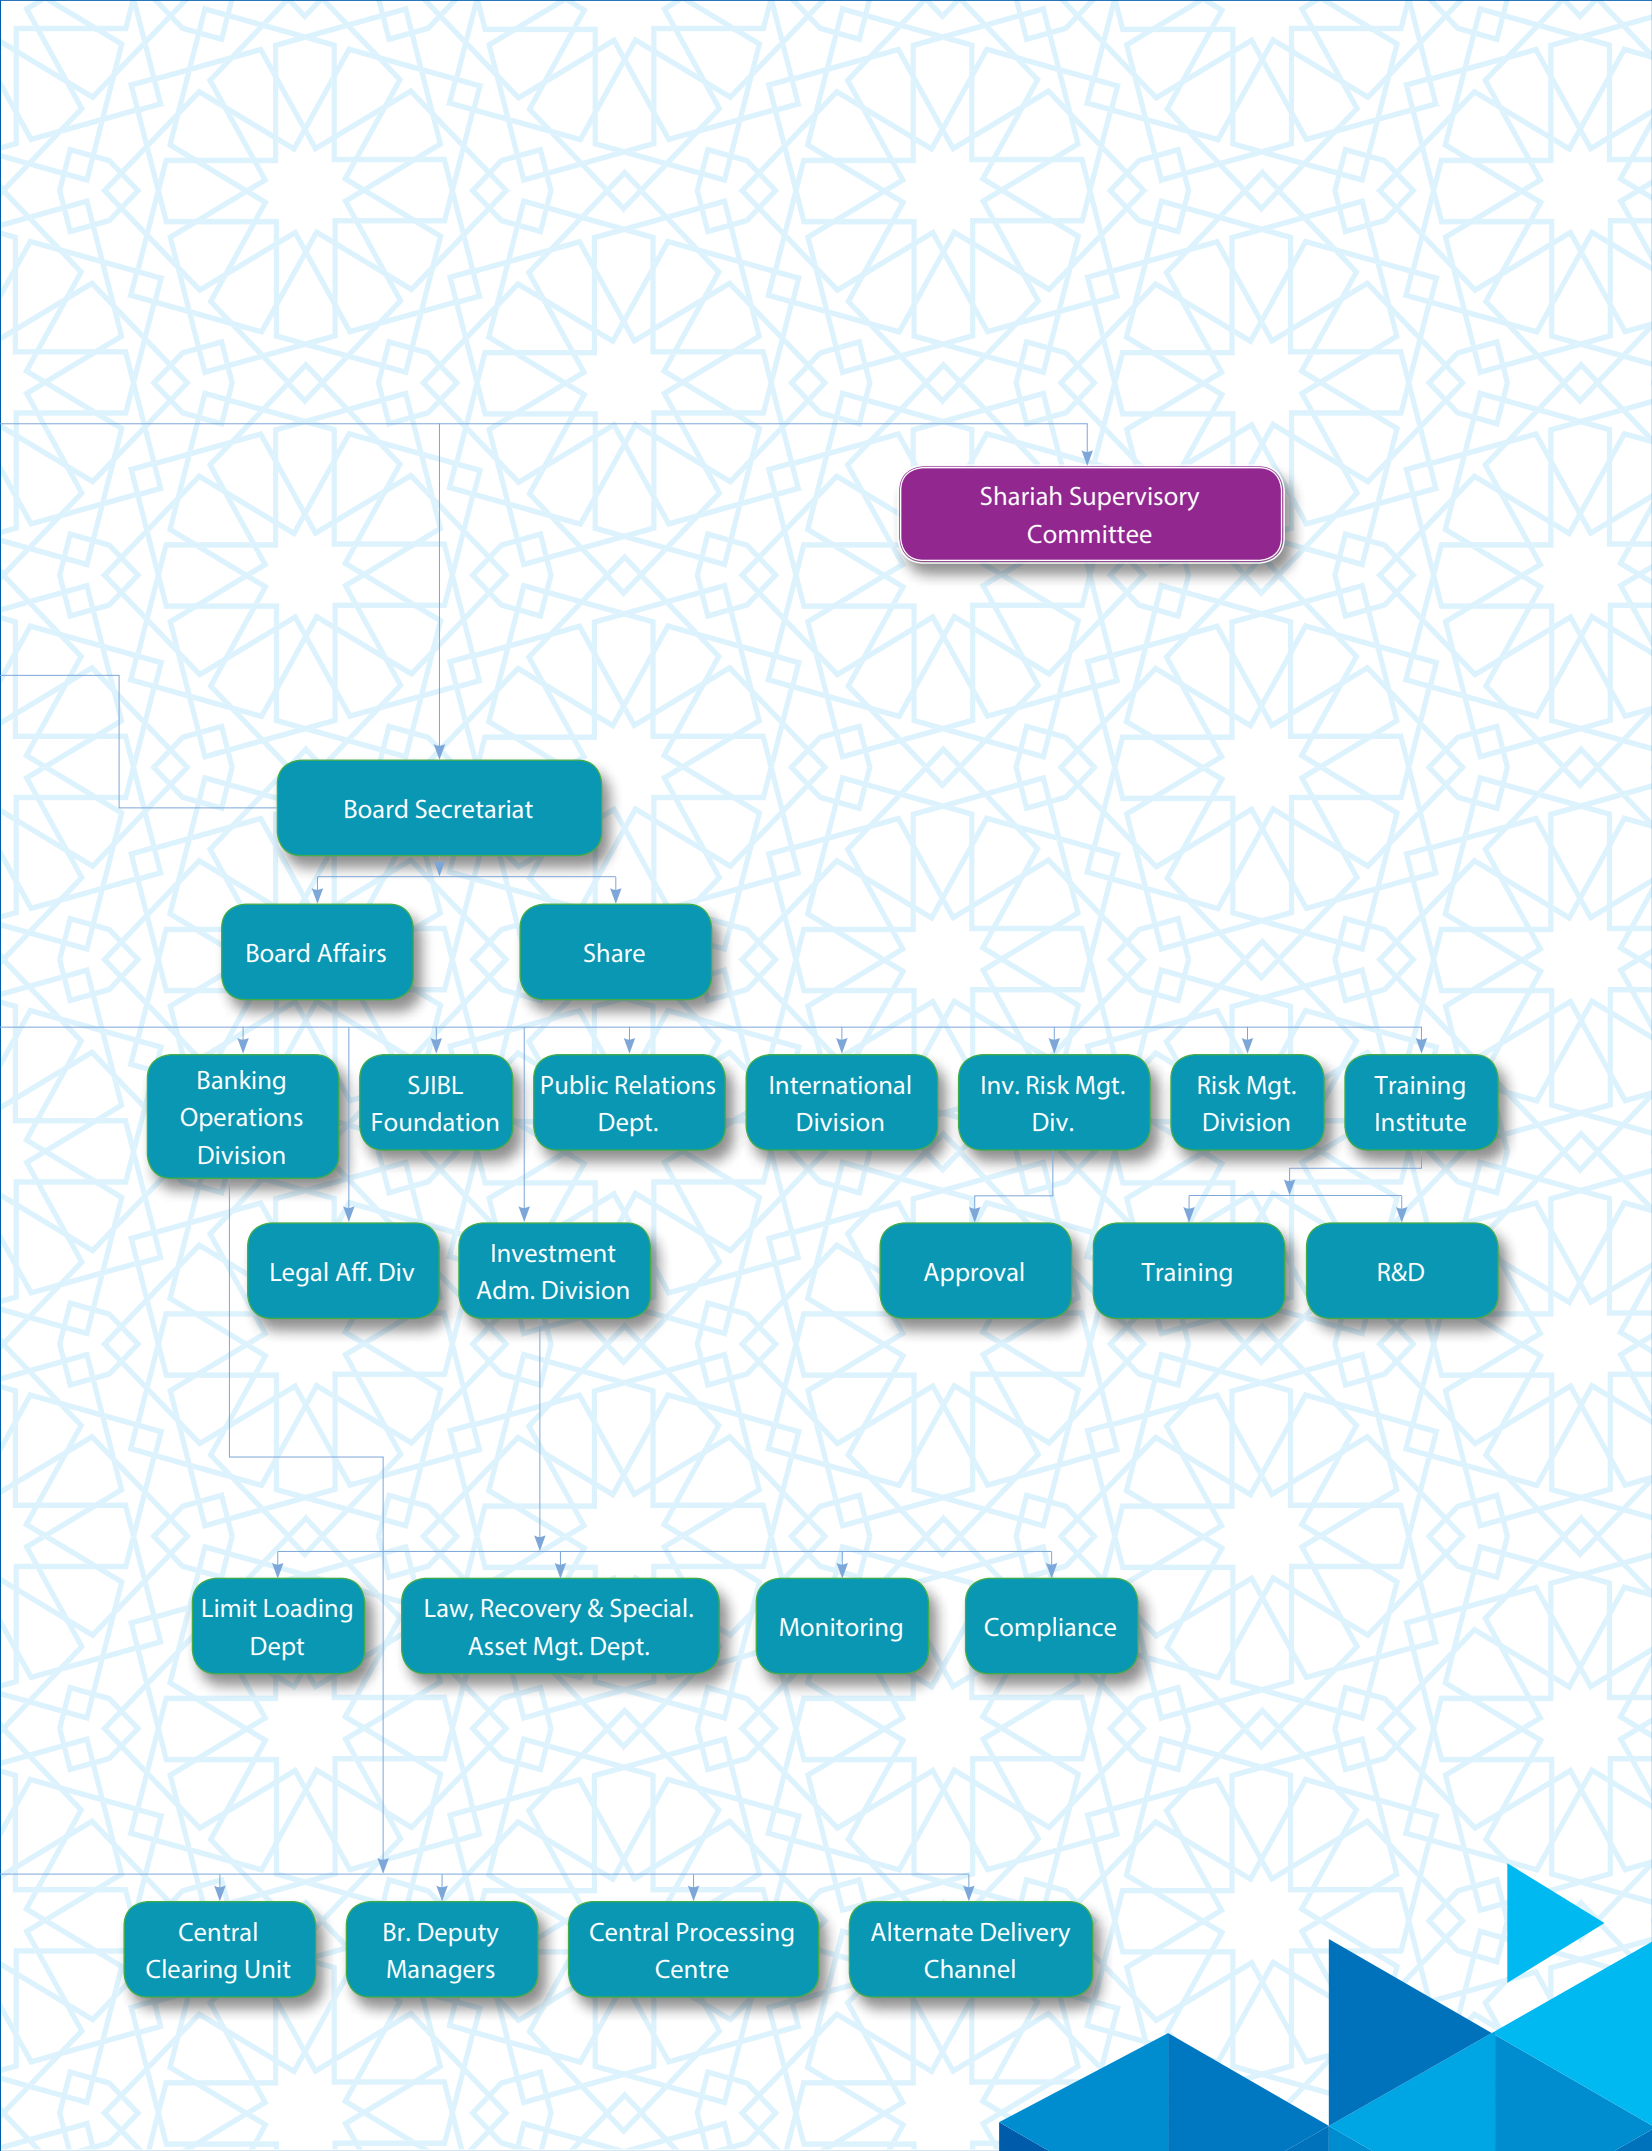 Shariah Supervisory
Committee
Board Secretariat
Board Affairs
Share
Banking
Operations
Division
SJIBL
Foundation
Public Relations
Dept.
International
Division
Inv. Risk Mgt.
Div.
Risk Mgt.
Division
Training
Institute
Legal Aff. Div
Investment
Adm. Division
Approval
Training
R&D
Limit Loading
Dept
Law, Recovery & Special.
Asset Mgt. Dept.
Monitoring
Compliance
Central
Clearing Unit
Br. Deputy
Managers
Central Processing
Centre
Alternate Delivery
Channel